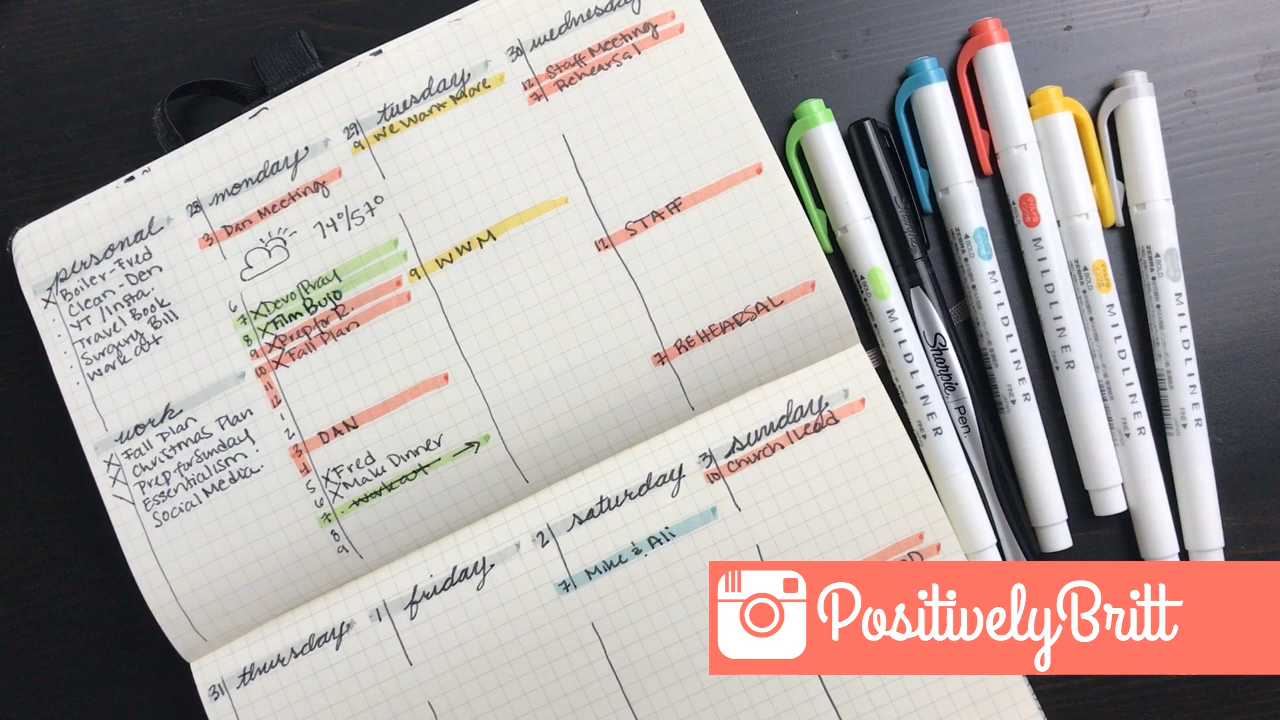 personal
X Boiler-Fred
Clean-Den
YT/Insta.
Travel Book
Surgury Bill
work out
work
X Fall Plan
X Christmas Plan
\ Prep for Sunday
Essentialism
Social Media.
28 monday
3 Dan Meeting
74°/57°
6
7 X Devo/Pray
8 X Film Bujo
9 X Prep for R.
10 X Fall Plan
11
12
1
2
3 DAN
4
5 X Fred
6 X Make Dinner
7 work out →
8
9
29 tuesday
9 We Want More
9 WWM
30 wednesday
12 Staff Meeting
7 Rehearsal
12 STAFF
7 REHEARSAL
31 thursday
1 friday
2 saturday
7 Mike & Ali
3 sunday
10 Church/Lead
MILDLINER
Sharpie. Pen.
MILDLINER
MILDLINER
MILDLINER
MILDLINER
PositivelyBritt